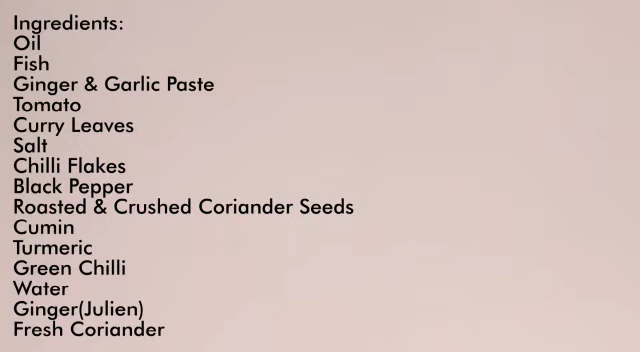 Ingredients:
Oil
Fish
Ginger & Garlic Paste
Tomato
Curry Leaves
Salt
Chilli Flakes
Black Pepper
Roasted & Crushed Coriander Seeds
Cumin
Turmeric
Green Chilli
Water
Ginger(Julien)
Fresh Coriander